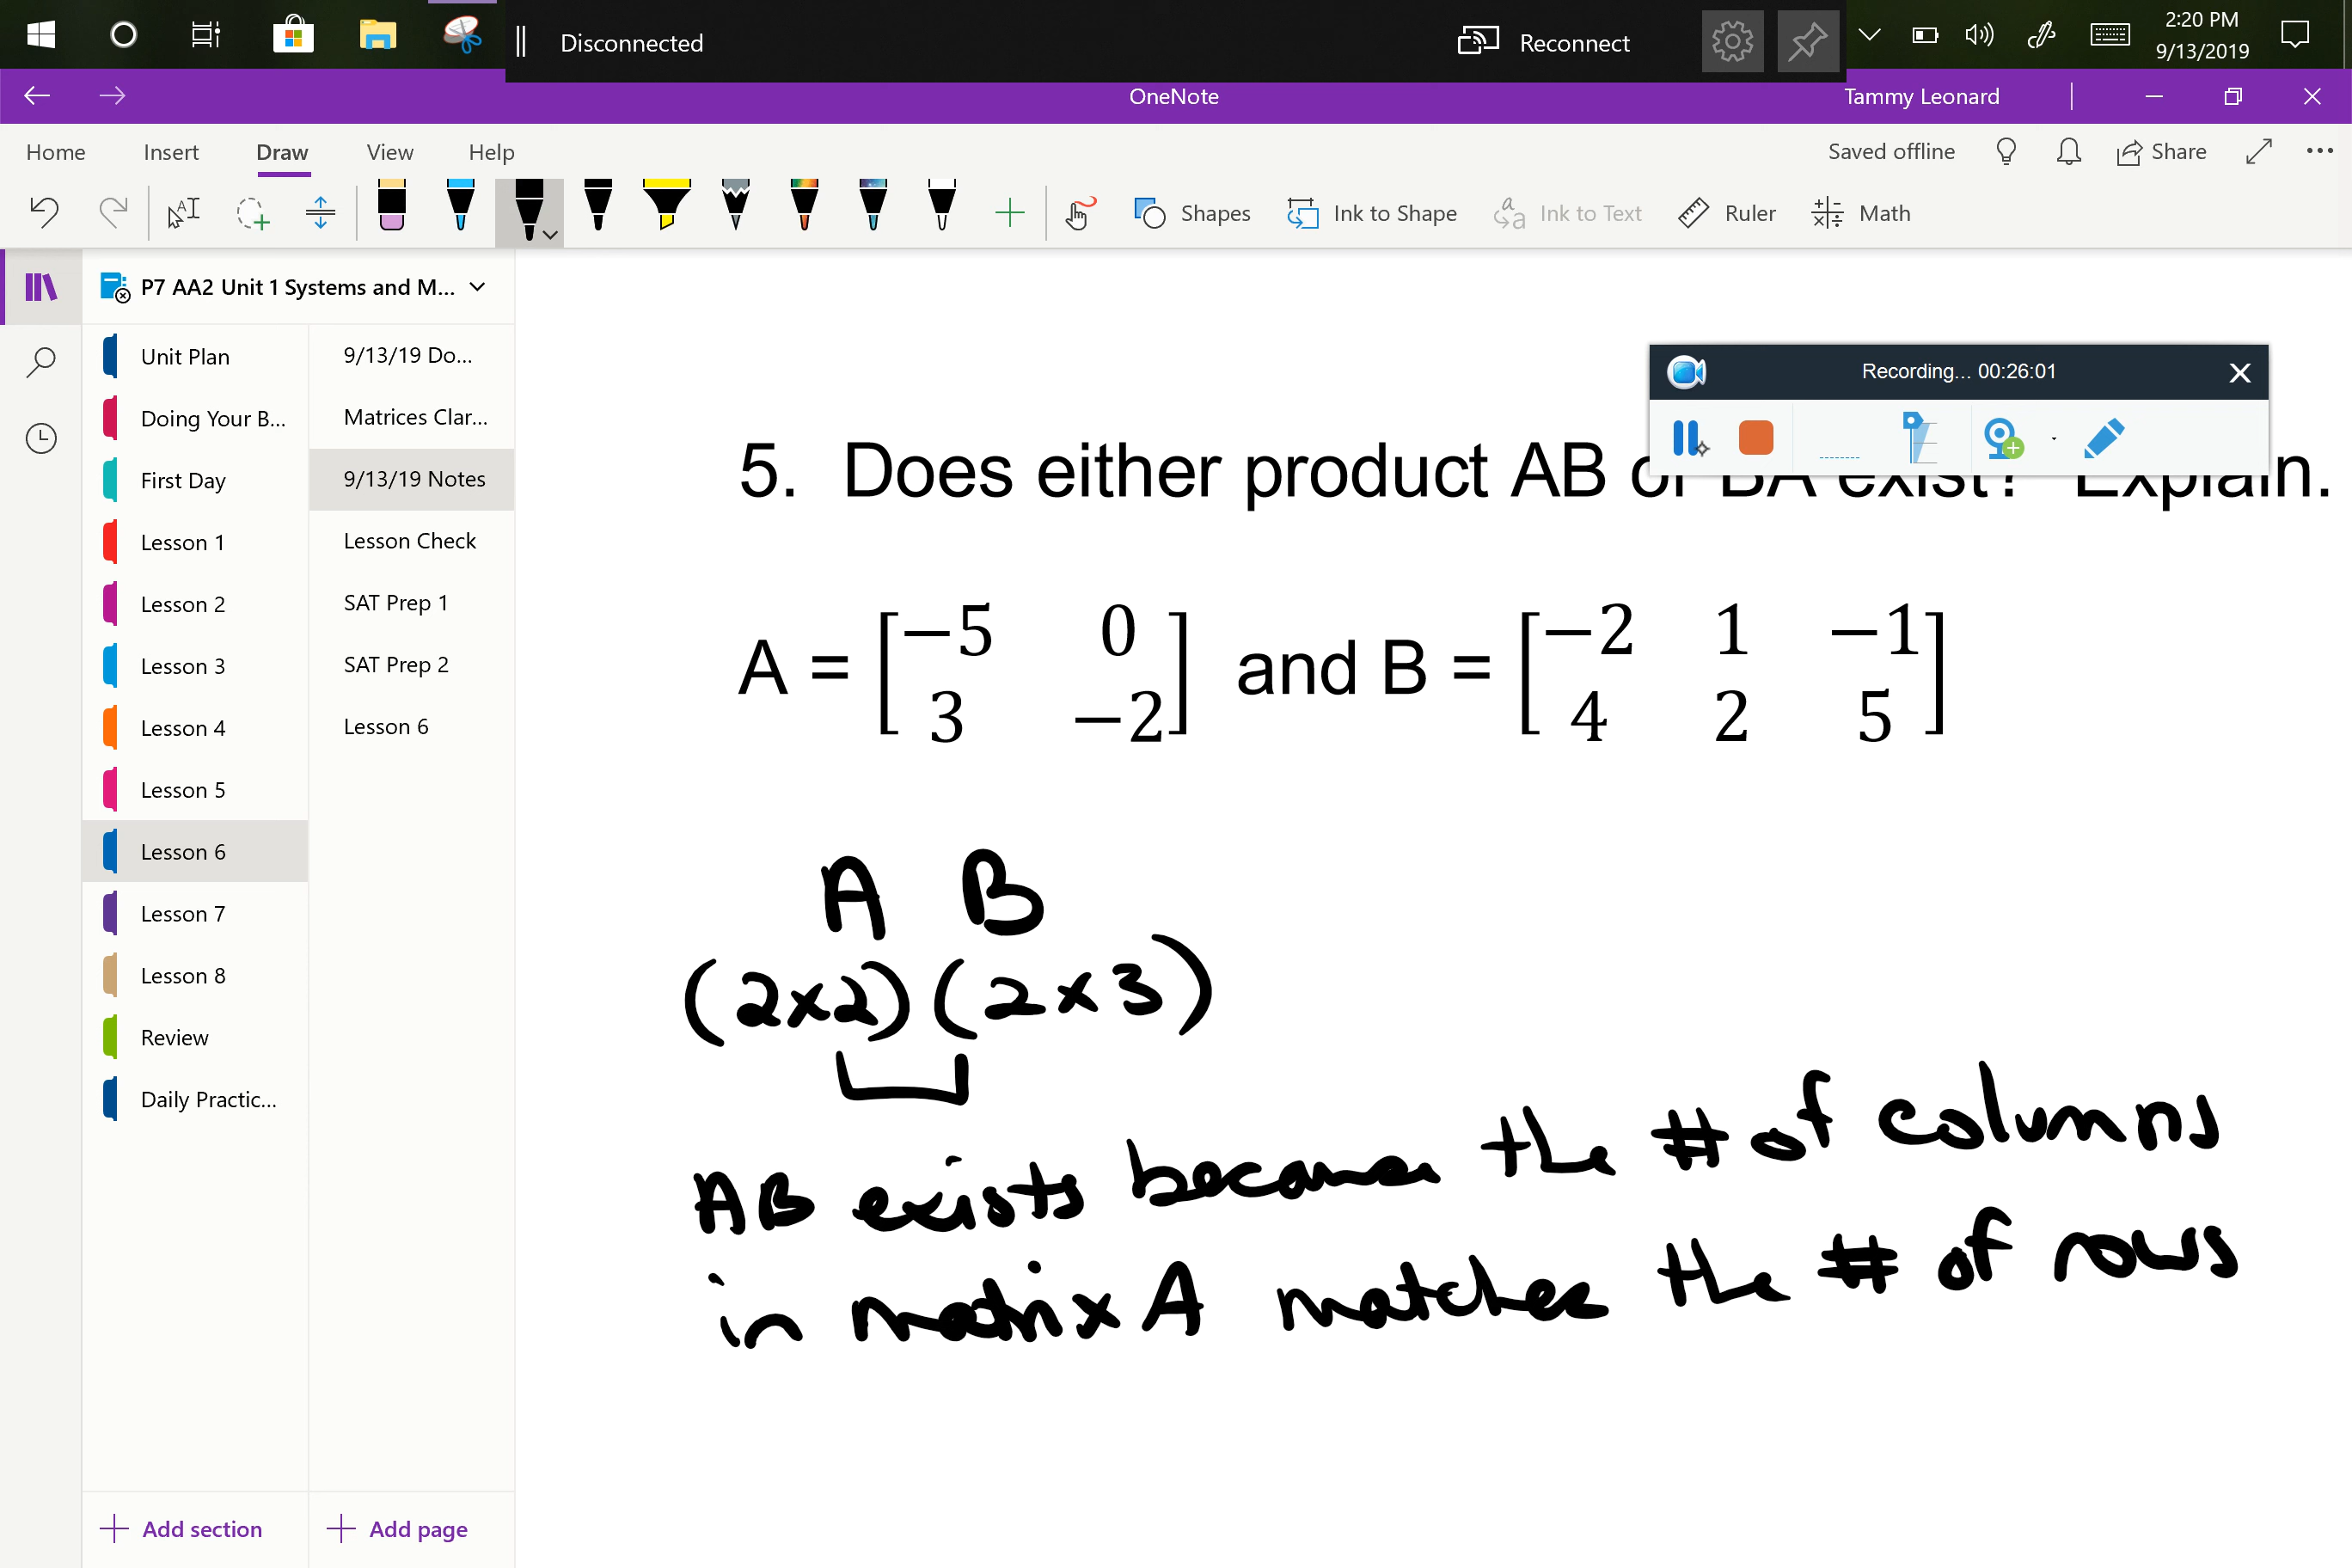 Disconnected
Reconnect
2:20 PM
9/13/2019
OneNote
Tammy Leonard
Home
Insert
Draw
View
Help
Saved offline
Share
Shapes
Ink to Shape
Ink to Text
Ruler
Math
P7 AA2 Unit 1 Systems and M...
Unit Plan
Doing Your B...
First Day
Lesson 1
Lesson 2
Lesson 3
Lesson 4
Lesson 5
Lesson 6
Lesson 7
Lesson 8
Review
Daily Practic...
Add section
9/13/19 Do...
Matrices Clar...
9/13/19 Notes
Lesson Check
SAT Prep 1
SAT Prep 2
Lesson 6
Add page
Recording... 00:26:01
5. Does either product AB or BA exist? Explain.
A = [−5 0
3 −2] and B = [−2 1 −1
4 2 5]
A B
(2x2)(2x3)
AB exists because the # of columns
in matrix A matches the # of rows